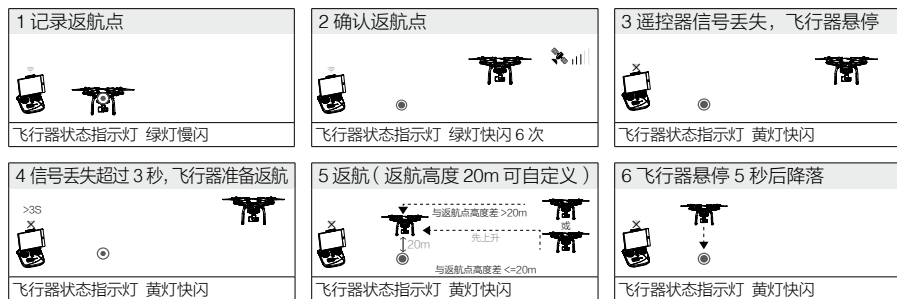 1 记录返航点
飞行器状态指示灯 绿灯慢闪
2 确认返航点
飞行器状态指示灯 绿灯快闪 6 次
3 遥控器信号丢失，飞行器悬停
飞行器状态指示灯 黄灯快闪
4 信号丢失超过 3 秒，飞行器准备返航
>3S
飞行器状态指示灯 黄灯快闪
5 返航（返航高度 20m 可自定义）
与返航点高度差 >20m
或
先上升
20m
与返航点高度差 <=20m
飞行器状态指示灯 黄灯快闪
6 飞行器悬停 5 秒后降落
飞行器状态指示灯 黄灯快闪